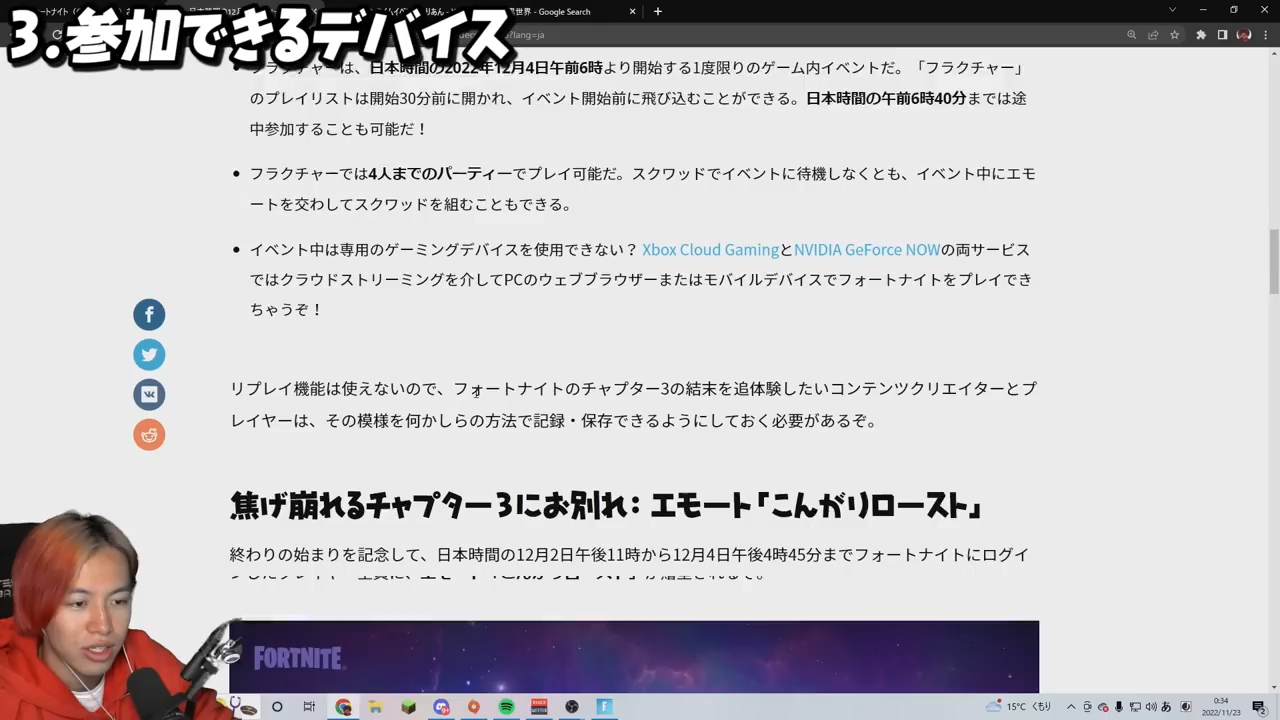 3.参加できるデバイス
界 - Google Search
?lang=ja
フラクチャーは、日本時間の2022年12月4日午前6時より開始する1度限りのゲーム内イベントだ。「フラクチャー」
のプレイリストは開始30分前に開かれ、イベント開始前に飛び込むことができる。日本時間の午前6時40分までは途
中参加することも可能だ！
フラクチャーでは4人までのパーティーでプレイ可能だ。スクワッドでイベントに待機しなくとも、イベント中にエモ
ートを交わしてスクワッドを組むこともできる。
イベント中は専用のゲーミングデバイスを使用できない？ Xbox Cloud GamingとNVIDIA GeForce NOWの両サービス
ではクラウドストリーミングを介してPCのウェブブラウザーまたはモバイルデバイスでフォートナイトをプレイでき
ちゃうぞ！
リプレイ機能は使えないので、フォートナイトのチャプター3の結末を追体験したいコンテンツクリエイターとプ
レイヤーは、その模様を何かしらの方法で記録・保存できるようにしておく必要があるぞ。
焦げ崩れるチャプター3にお別れ: エモート「こんがりロースト」
終わりの始まりを記念して、日本時間の12月2日午後11時から12月4日午後4時45分までフォートナイトにログイ
FORTNITE
15°C くもり
0:34
2022/11/23